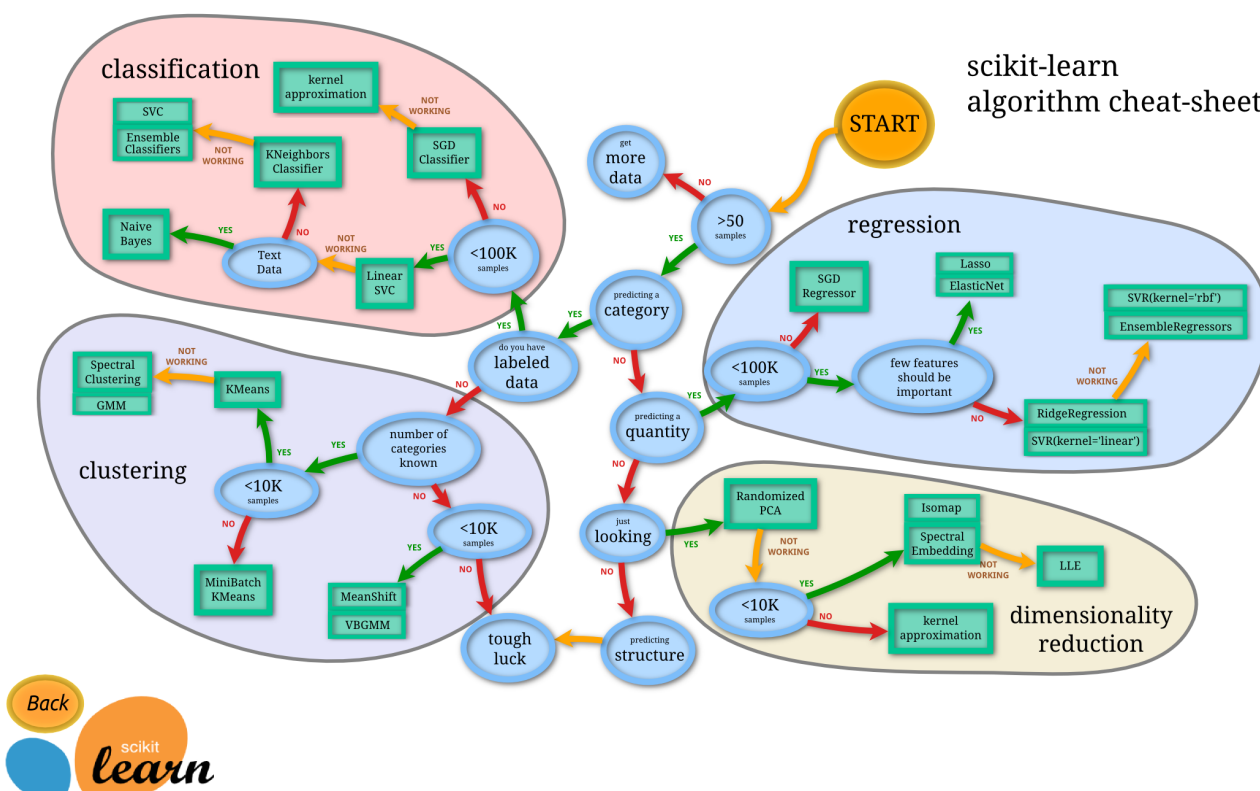 scikit-learn
algorithm cheat-sheet
START
classification
kernel
approximation
NOT
WORKING
SVC
Ensemble
Classifiers
NOT
WORKING
KNeighbors
Classifier
SGD
Classifier
NO
NO
Naive
Bayes
YES
Text
Data
NOT
WORKING
Linear
SVC
YES
<100K
samples
YES
get
more
data
NO
>50
samples
YES
predicting a
category
YES
NO
do you have
labeled
data
NO
predicting a
quantity
YES
NO
just
looking
YES
NO
predicting
structure
tough
luck
regression
SGD
Regressor
NO
<100K
samples
YES
Lasso
ElasticNet
YES
few features
should be
important
NO
SVR(kernel='rbf')
EnsembleRegressors
NOT
WORKING
RidgeRegression
SVR(kernel='linear')
clustering
Spectral
Clustering
GMM
NOT
WORKING
KMeans
YES
<10K
samples
NO
MiniBatch
KMeans
number of
categories
known
YES
NO
<10K
samples
YES
NO
MeanShift
VBGMM
Randomized
PCA
NOT
WORKING
<10K
samples
YES
NO
Isomap
Spectral
Embedding
NOT
WORKING
LLE
kernel
approximation
dimensionality
reduction
Back
scikit
learn